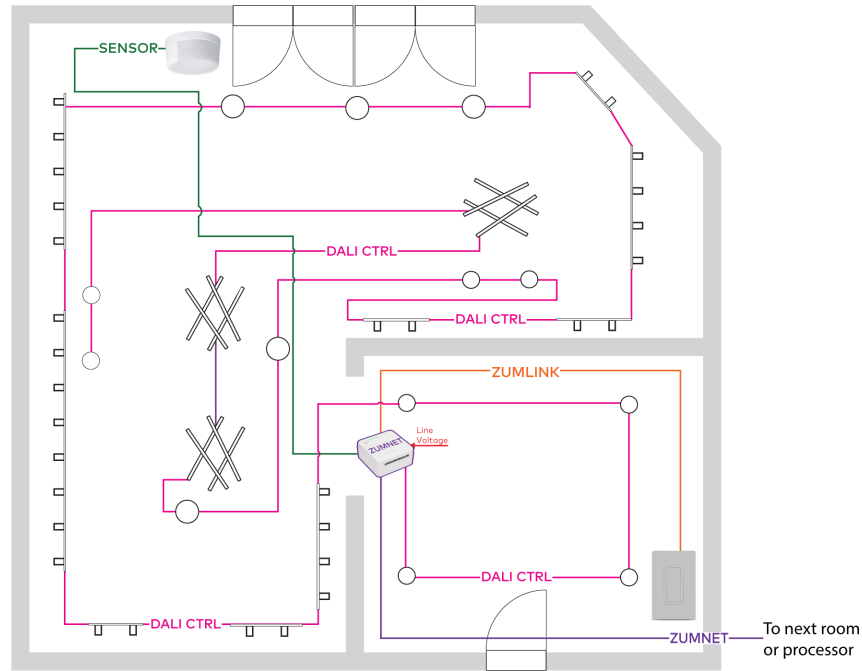 SENSOR
DALI CTRL
DALI CTRL
ZUMLINK
Line
Voltage
ZUMNET
DALI CTRL
DALI CTRL
ZUMNET
To next room
or processor